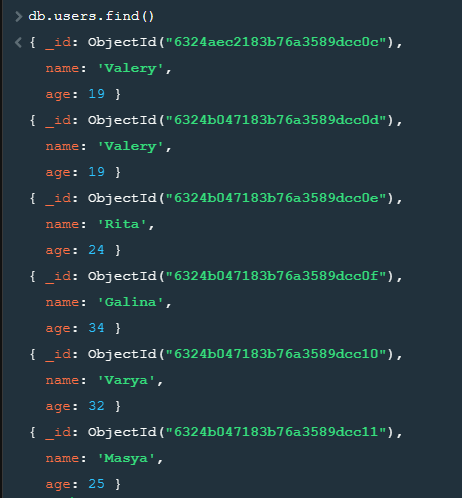 > db.users.find()
< { _id: ObjectId("6324aec2183b76a3589dcc0c"),
name: 'Valery',
age: 19 }
{ _id: ObjectId("6324b047183b76a3589dcc0d"),
name: 'Valery',
age: 19 }
{ _id: ObjectId("6324b047183b76a3589dcc0e"),
name: 'Rita',
age: 24 }
{ _id: ObjectId("6324b047183b76a3589dcc0f"),
name: 'Galina',
age: 34 }
{ _id: ObjectId("6324b047183b76a3589dcc10"),
name: 'Varya',
age: 32 }
{ _id: ObjectId("6324b047183b76a3589dcc11"),
name: 'Masya',
age: 25 }